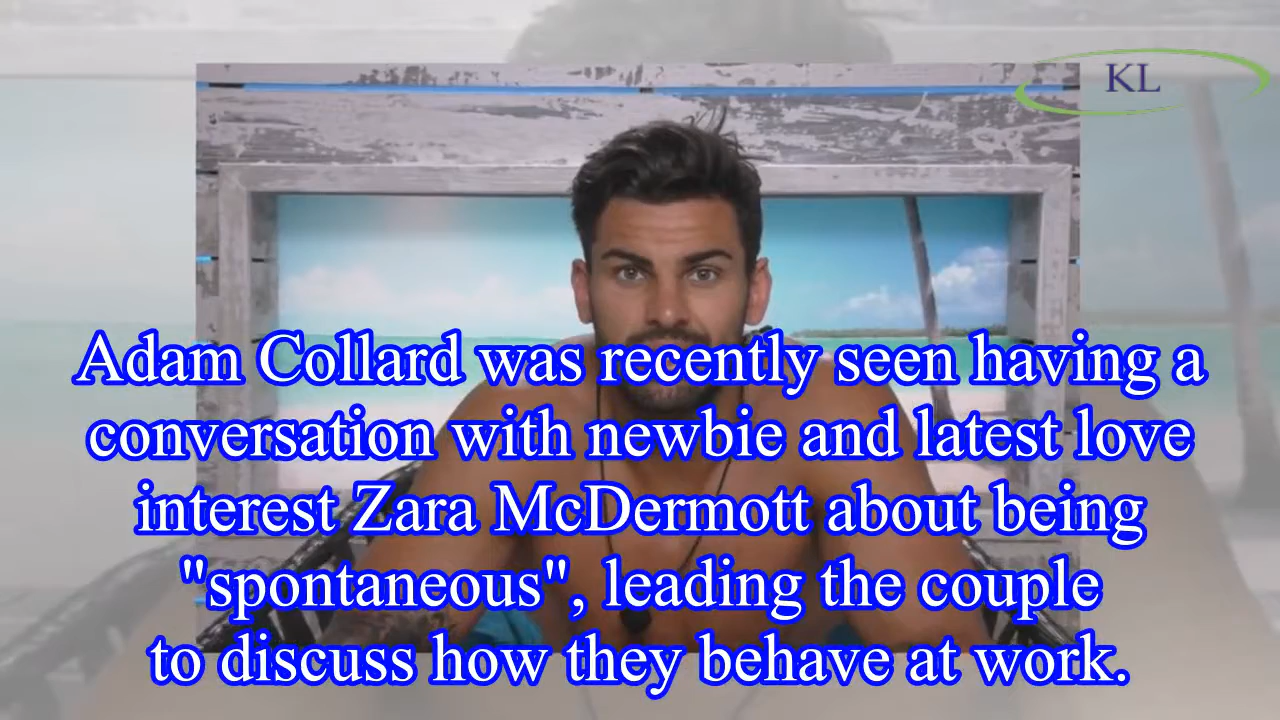 KL
Adam Collard was recently seen having a
conversation with newbie and latest love
interest Zara McDermott about being
"spontaneous", leading the couple
to discuss how they behave at work.